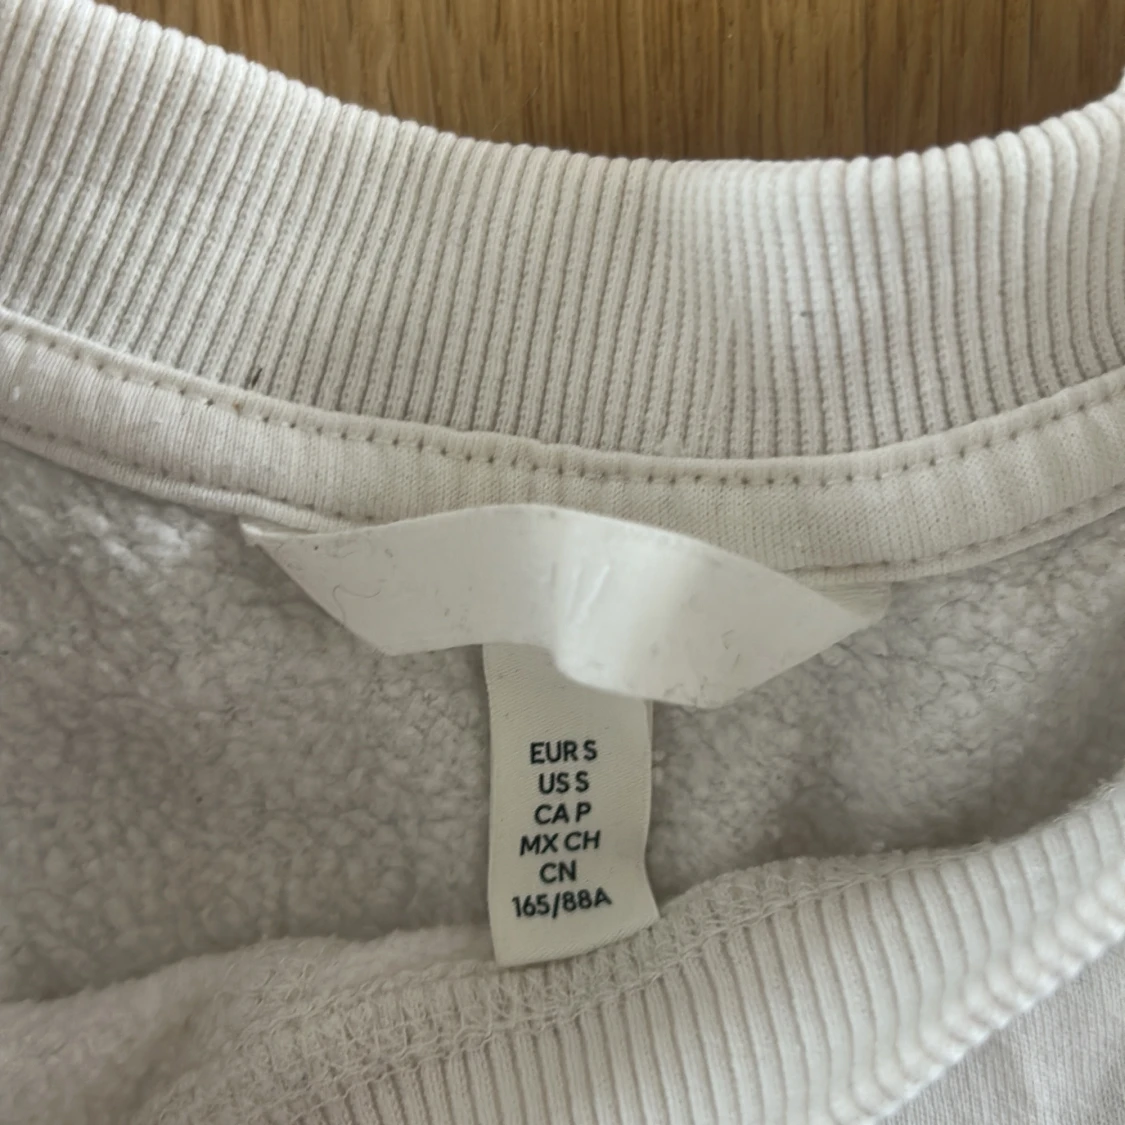 EUR S
US S
CA P
MX CH
CN
165/88A